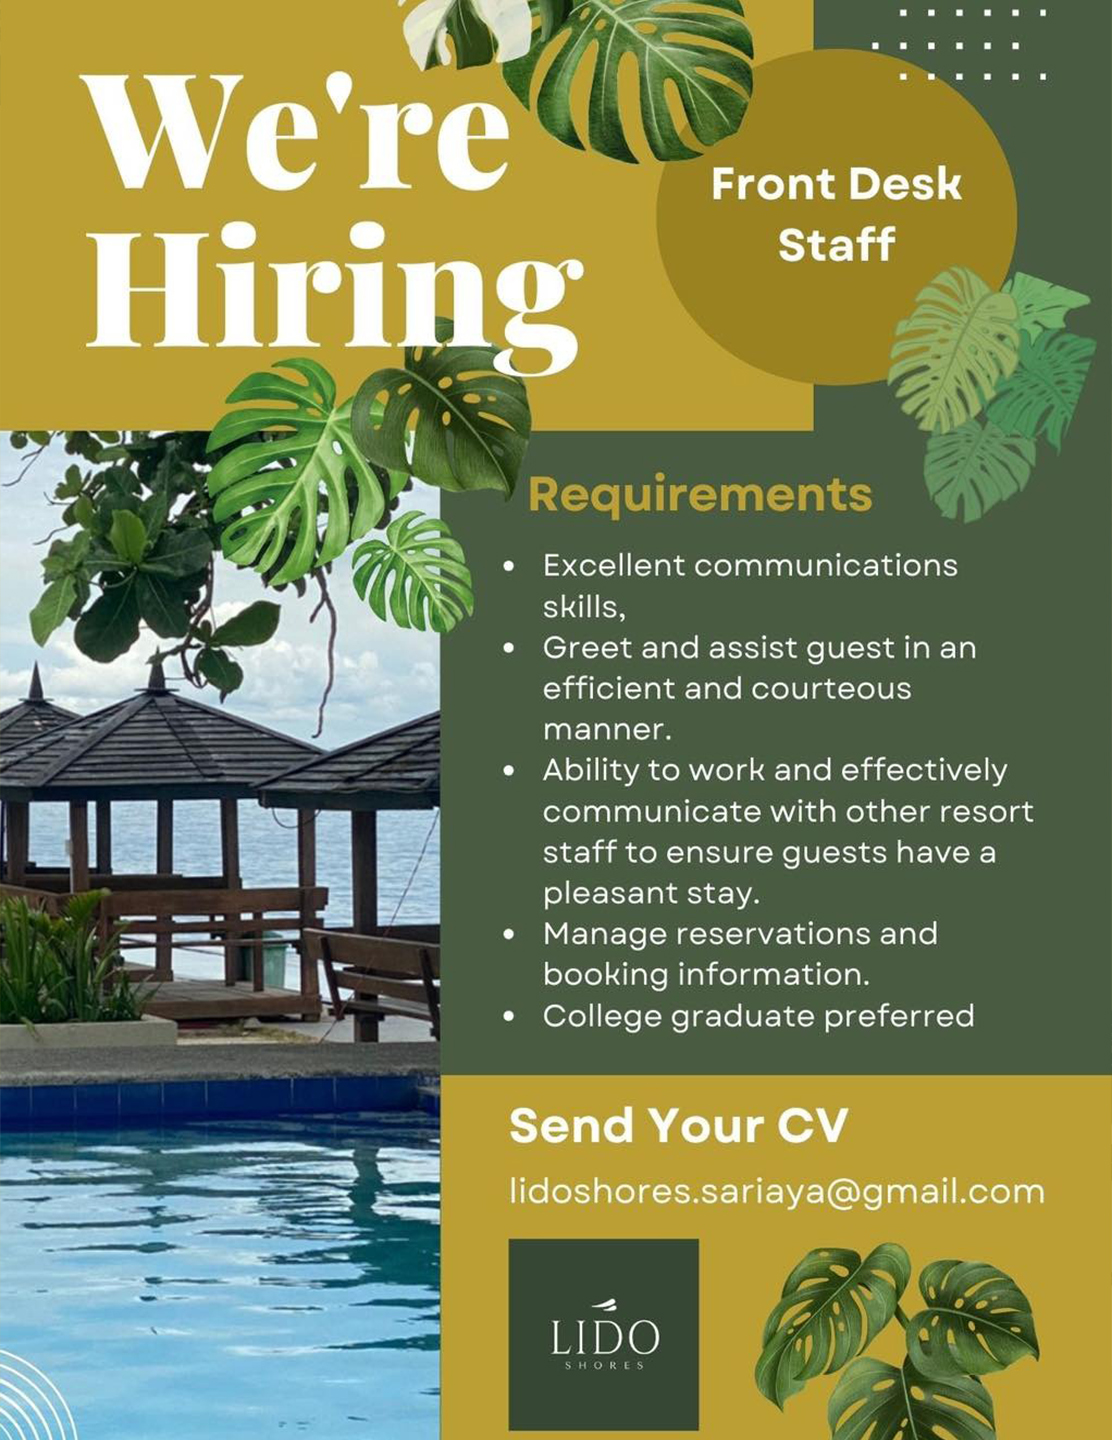 We're
Hiring
Front Desk
Staff
Requirements
• Excellent communications
skills,
• Greet and assist guest in an
efficient and courteous
manner.
• Ability to work and effectively
communicate with other resort
staff to ensure guests have a
pleasant stay.
• Manage reservations and
booking information.
• College graduate preferred
Send Your CV
lidoshores.sariaya@gmail.com
LIDO
SHORES